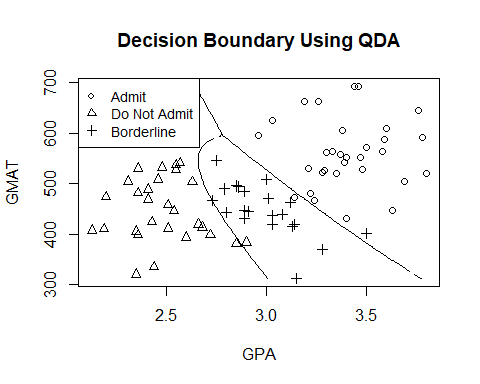 Decision Boundary Using QDA
Admit
Do Not Admit
Borderline
GMAT
700
600
500
400
300
2.5 3.0 3.5
GPA